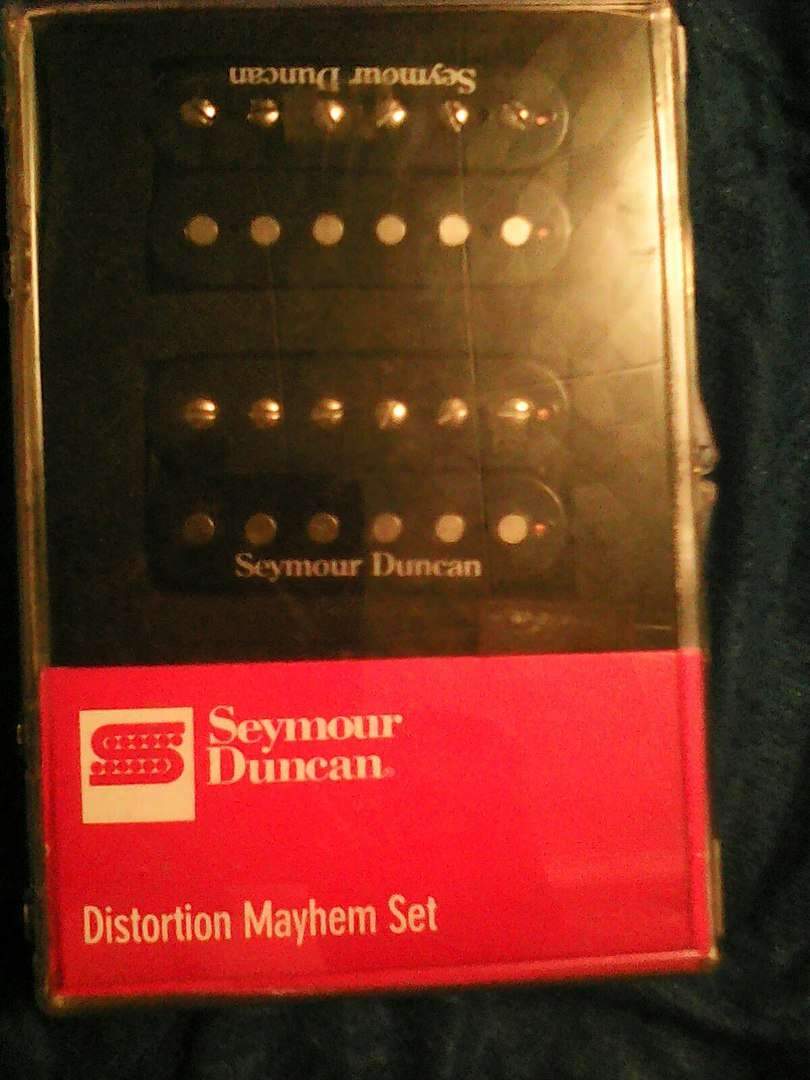 Seymour Duncan
Seymour Duncan
Seymour
Duncan®
Distortion Mayhem Set